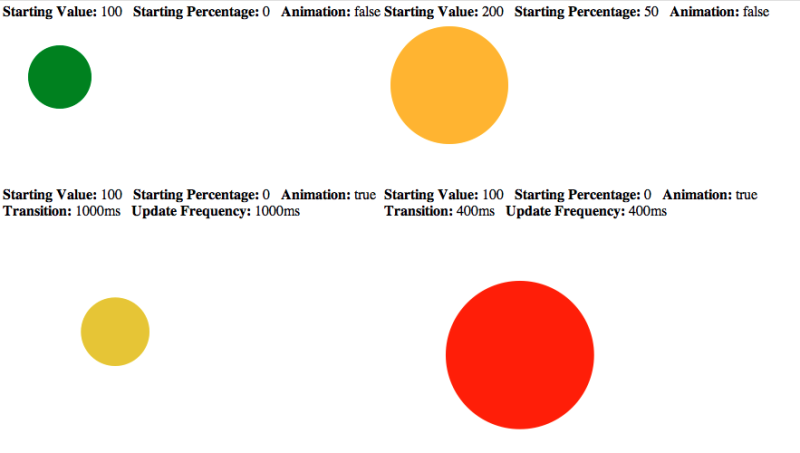 Starting Value: 100 Starting Percentage: 0 Animation: false
Starting Value: 200 Starting Percentage: 50 Animation: false
Starting Value: 100 Starting Percentage: 0 Animation: true
Transition: 1000ms Update Frequency: 1000ms
Starting Value: 100 Starting Percentage: 0 Animation: true
Transition: 400ms Update Frequency: 400ms